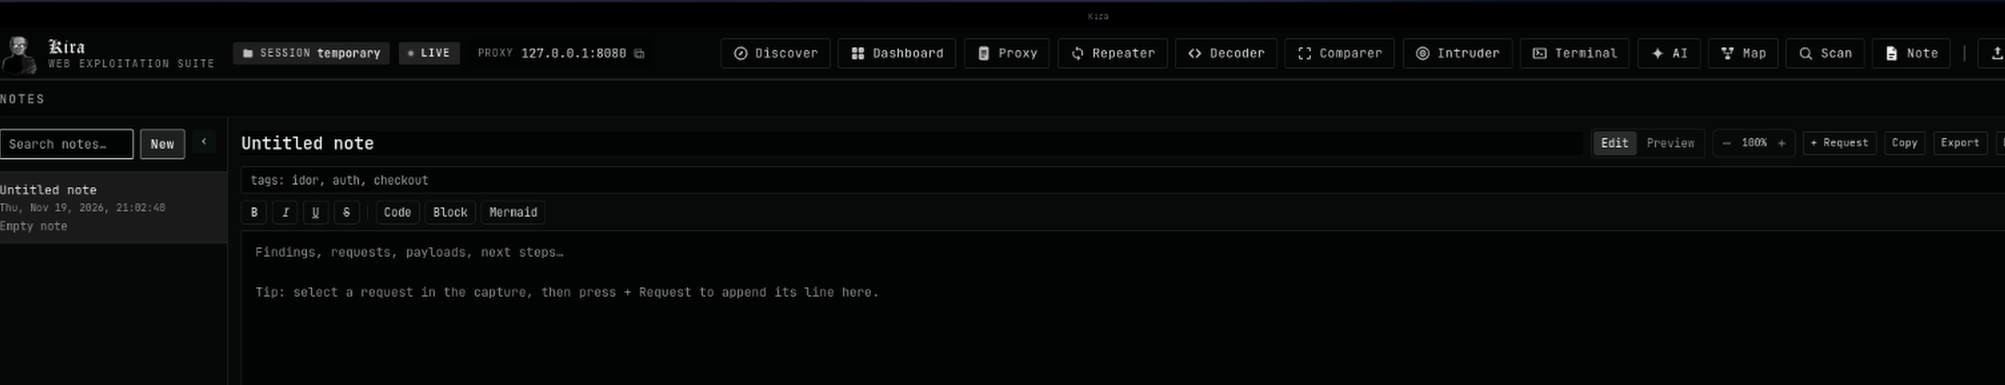 Kira
Kira
WEB EXPLOITATION SUITE
SESSION temporary
LIVE
PROXY 127.0.0.1:8080
Discover
Dashboard
Proxy
Repeater
Decoder
Comparer
Intruder
Terminal
AI
Map
Scan
Note
NOTES
Search notes…
New
Untitled note
Thu, Nov 19, 2026, 21:02:40
Empty note
Untitled note
Edit
Preview
− 100% +
+ Request
Copy
Export
tags: idor, auth, checkout
B I U S Code Block Mermaid
Findings, requests, payloads, next steps…
Tip: select a request in the capture, then press + Request to append its line here.